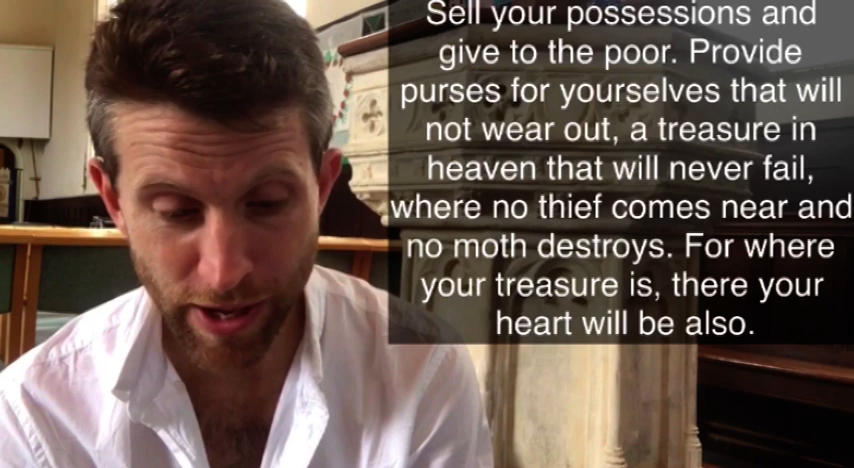 Sell your possessions and
give to the poor. Provide
purses for yourselves that will
not wear out, a treasure in
heaven that will never fail,
where no thief comes near and
no moth destroys. For where
your treasure is, there your
heart will be also.